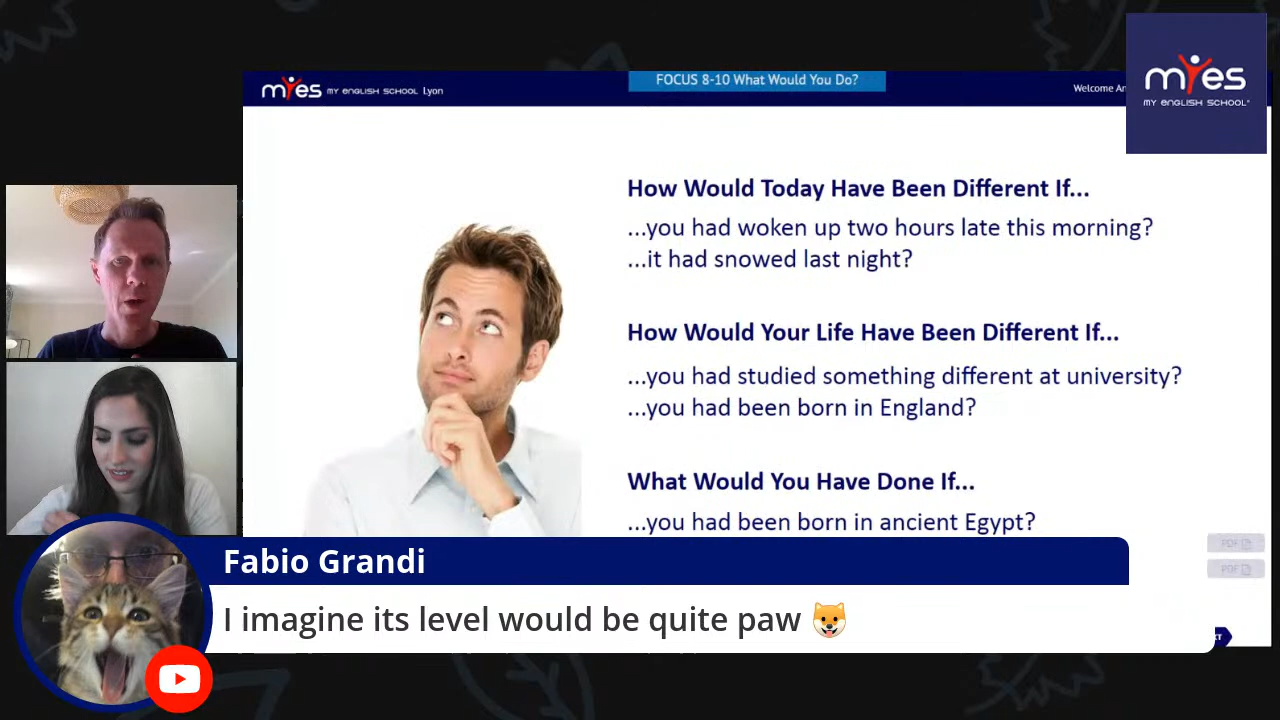 FOCUS 8-10 What Would You Do?
myes MY ENGLISH SCHOOL Lyon
Welcome An
myes
MY ENGLISH SCHOOL
How Would Today Have Been Different If...
...you had woken up two hours late this morning?
...it had snowed last night?
How Would Your Life Have Been Different If...
...you had studied something different at university?
...you had been born in England?
What Would You Have Done If...
...you had been born in ancient Egypt?
PDF
PDF
Fabio Grandi
I imagine its level would be quite paw 🐶